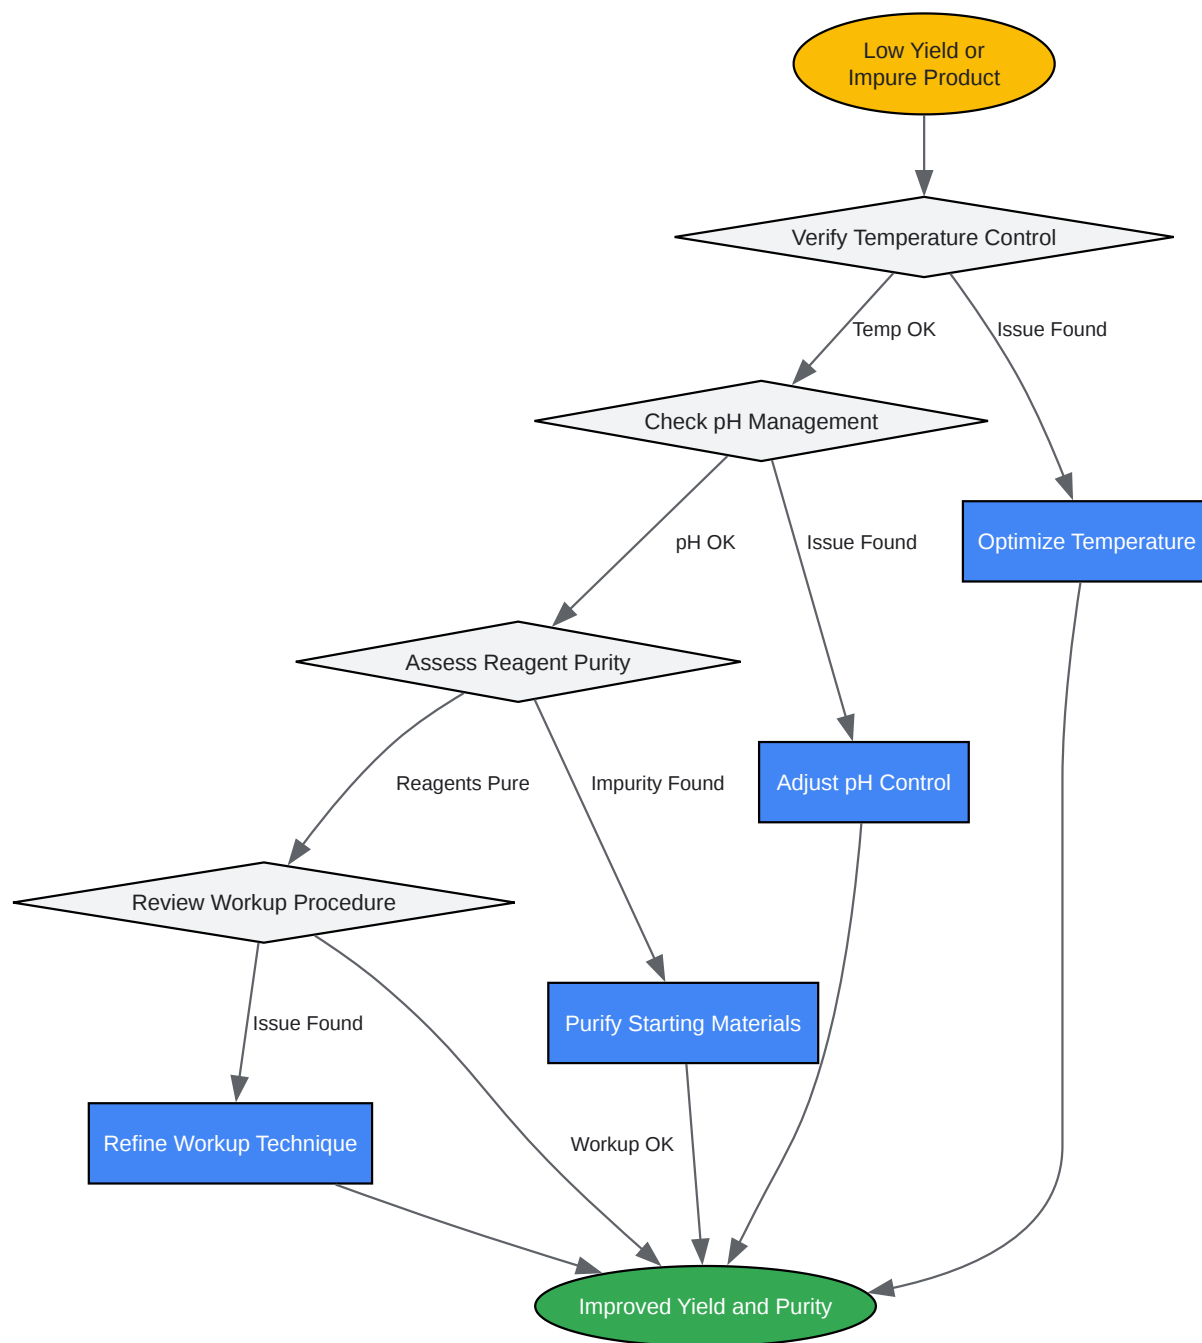 Low Yield or
Impure Product
Verify Temperature Control
Temp OK
Issue Found
Check pH Management
pH OK
Issue Found
Optimize Temperature
Assess Reagent Purity
Reagents Pure
Impurity Found
Adjust pH Control
Review Workup Procedure
Issue Found
Purify Starting Materials
Refine Workup Technique
Workup OK
Improved Yield and Purity